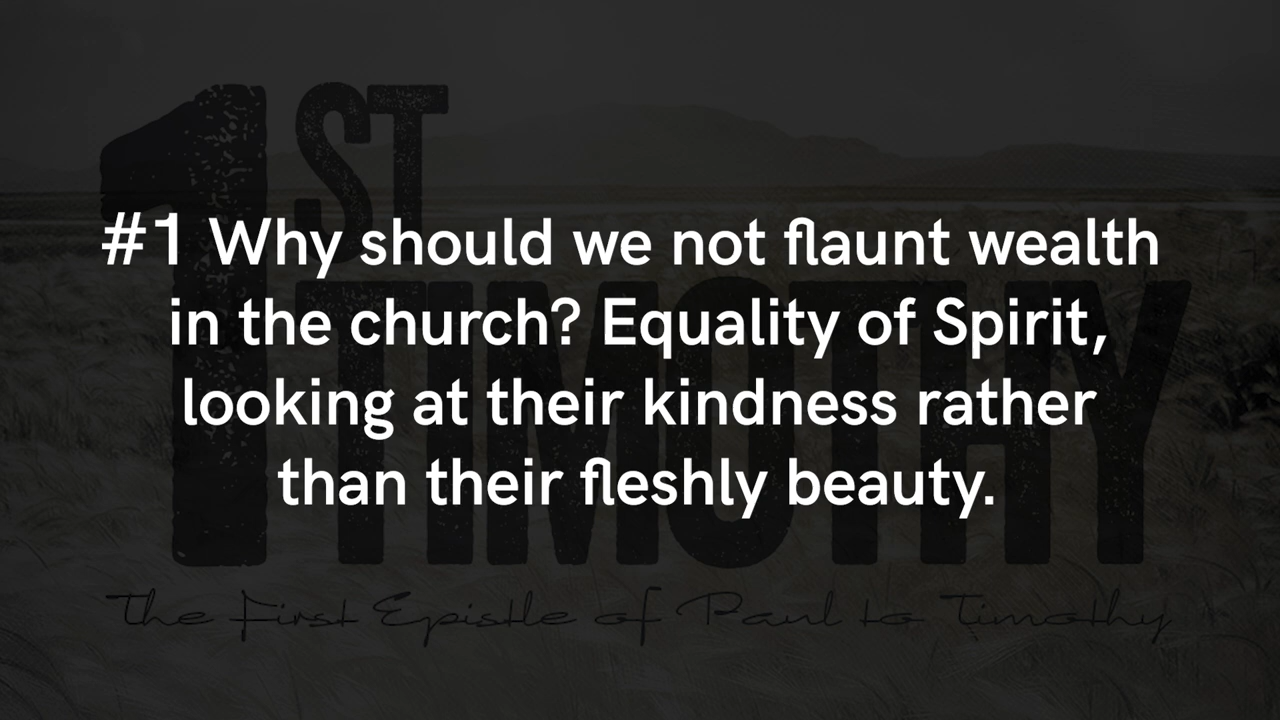 1ST
TIMOTHY
The First Epistle of Paul to Timothy
#1 Why should we not flaunt wealth
in the church? Equality of Spirit,
looking at their kindness rather
than their fleshly beauty.